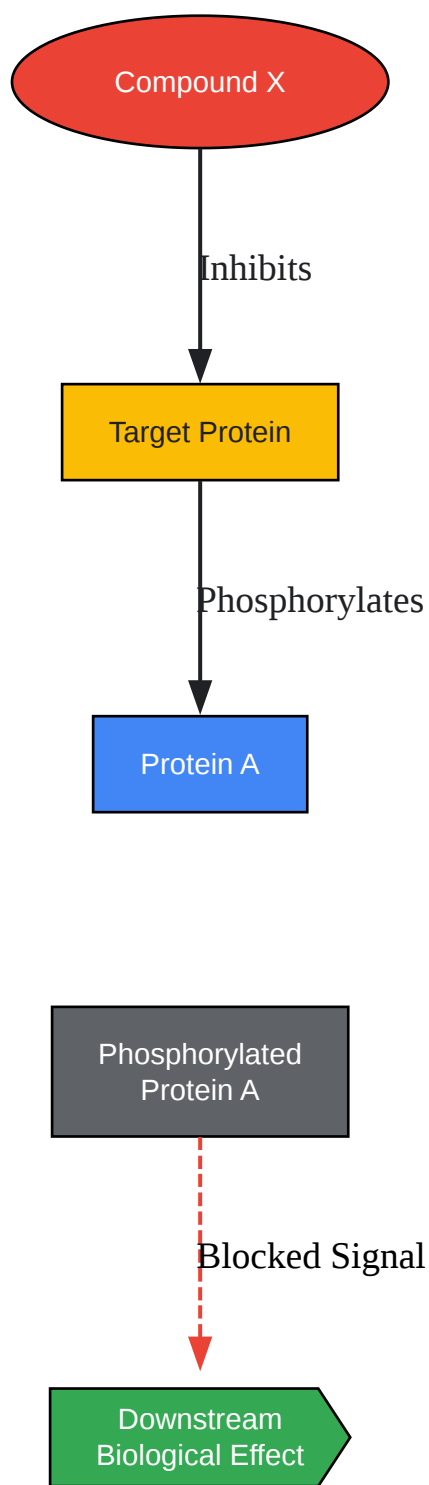 Compound X
Inhibits
Target Protein
Phosphorylates
Protein A
Phosphorylated
Protein A
Blocked Signal
Downstream
Biological Effect